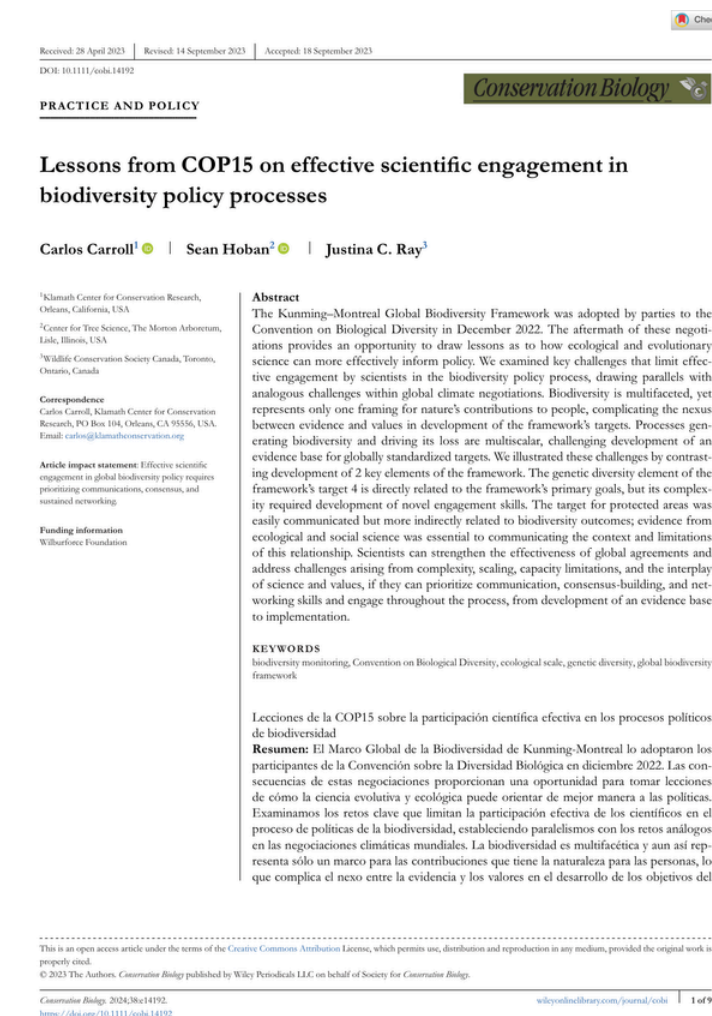 Received: 28 April 2023 | Revised: 14 September 2023 | Accepted: 18 September 2023
DOI: 10.1111/cobi.14192
Conservation Biology
PRACTICE AND POLICY
Lessons from COP15 on effective scientific engagement in
biodiversity policy processes
Carlos Carroll1 | Sean Hoban2 | Justina C. Ray3
1Klamath Center for Conservation Research,
Orleans, California, USA
2Center for Tree Science, The Morton Arboretum,
Lisle, Illinois, USA
3Wildlife Conservation Society Canada, Toronto,
Ontario, Canada
Correspondence
Carlos Carroll, Klamath Center for Conservation
Research, PO Box 104, Orleans, CA 95556, USA.
Email: carlos@klamathconservation.org
Article impact statement: Effective scientific
engagement in global biodiversity policy requires
prioritizing communications, consensus, and
sustained networking.
Funding information
Wilburforce Foundation
Abstract
The Kunming–Montreal Global Biodiversity Framework was adopted by parties to the
Convention on Biological Diversity in December 2022. The aftermath of these negoti-
ations provides an opportunity to draw lessons as to how ecological and evolutionary
science can more effectively inform policy. We examined key challenges that limit effec-
tive engagement by scientists in the biodiversity policy process, drawing parallels with
analogous challenges within global climate negotiations. Biodiversity is multifaceted, yet
represents only one framing for nature's contributions to people, complicating the nexus
between evidence and values in development of the framework's targets. Processes gen-
erating biodiversity and driving its loss are multiscalar, challenging development of an
evidence base for globally standardized targets. We illustrated these challenges by contrast-
ing development of 2 key elements of the framework. The genetic diversity element of the
framework's target 4 is directly related to the framework's primary goals, but its complex-
ity required development of novel engagement skills. The target for protected areas was
easily communicated but more indirectly related to biodiversity outcomes; evidence from
ecological and social science was essential to communicating the context and limitations
of this relationship. Scientists can strengthen the effectiveness of global agreements and
address challenges arising from complexity, scaling, capacity limitations, and the interplay
of science and values, if they can prioritize communication, consensus-building, and net-
working skills and engage throughout the process, from development of an evidence base
to implementation.
KEYWORDS
biodiversity monitoring, Convention on Biological Diversity, ecological scale, genetic diversity, global biodiversity
framework
Lecciones de la COP15 sobre la participación científica efectiva en los procesos políticos
de biodiversidad
Resumen: El Marco Global de la Biodiversidad de Kunming-Montreal lo adoptaron los
participantes de la Convención sobre la Diversidad Biológica en diciembre 2022. Las con-
secuencias de estas negociaciones proporcionan una oportunidad para tomar lecciones
de cómo la ciencia evolutiva y ecológica puede orientar de mejor manera a las políticas.
Examinamos los retos clave que limitan la participación efectiva de los científicos en el
proceso de políticas de la biodiversidad, estableciendo paralelismos con los retos análogos
en las negociaciones climáticas mundiales. La biodiversidad es multifacética y aun así rep-
resenta sólo un marco para las contribuciones que tiene la naturaleza para las personas, lo
que complica el nexo entre la evidencia y los valores en el desarrollo de los objetivos del
This is an open access article under the terms of the Creative Commons Attribution License, which permits use, distribution and reproduction in any medium, provided the original work is
properly cited.
© 2023 The Authors. Conservation Biology published by Wiley Periodicals LLC on behalf of Society for Conservation Biology.
Conservation Biology. 2024;38:e14192. wileyonlinelibrary.com/journal/cobi | 1 of 9
https://doi.org/10.1111/cobi.14192